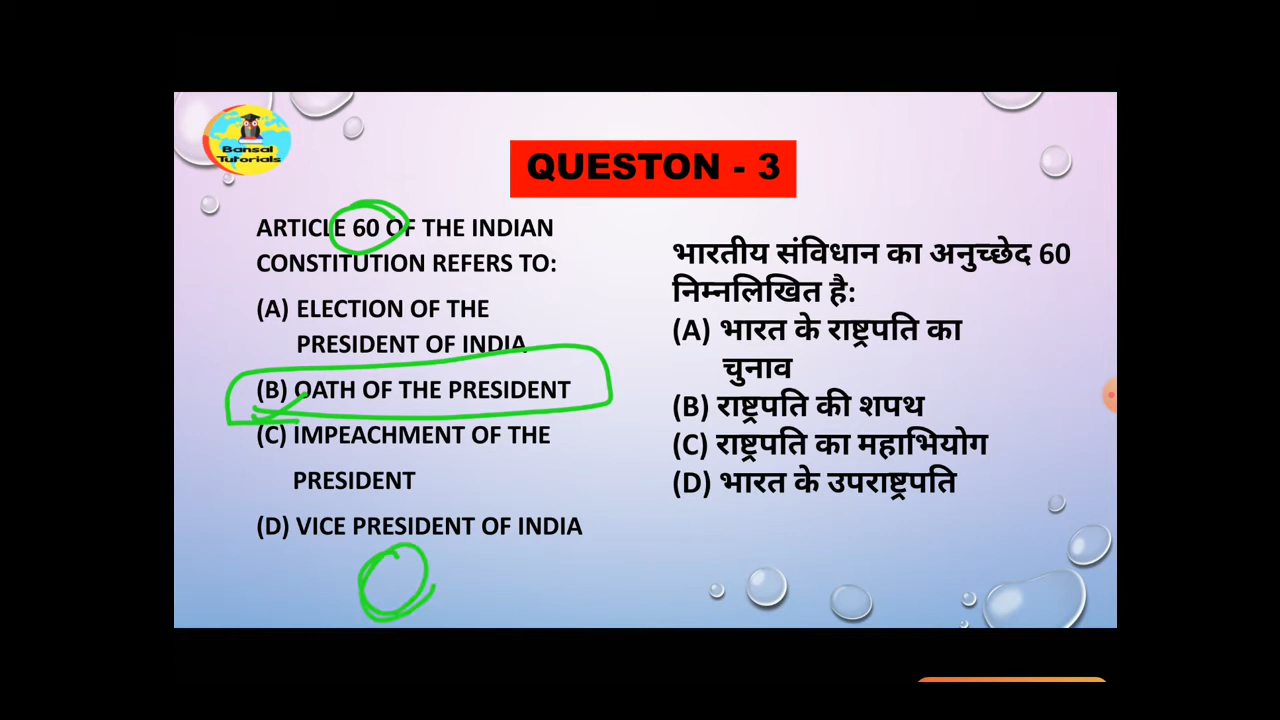 Bansal
Tutorials
QUESTON - 3
ARTICLE 60 OF THE INDIAN
CONSTITUTION REFERS TO:
(A) ELECTION OF THE
PRESIDENT OF INDIA
(B) OATH OF THE PRESIDENT
(C) IMPEACHMENT OF THE
PRESIDENT
(D) VICE PRESIDENT OF INDIA
भारतीय संविधान का अनुच्छेद 60
निम्नलिखित है:
(A) भारत के राष्ट्रपति का
चुनाव
(B) राष्ट्रपति की शपथ
(C) राष्ट्रपति का महाभियोग
(D) भारत के उपराष्ट्रपति